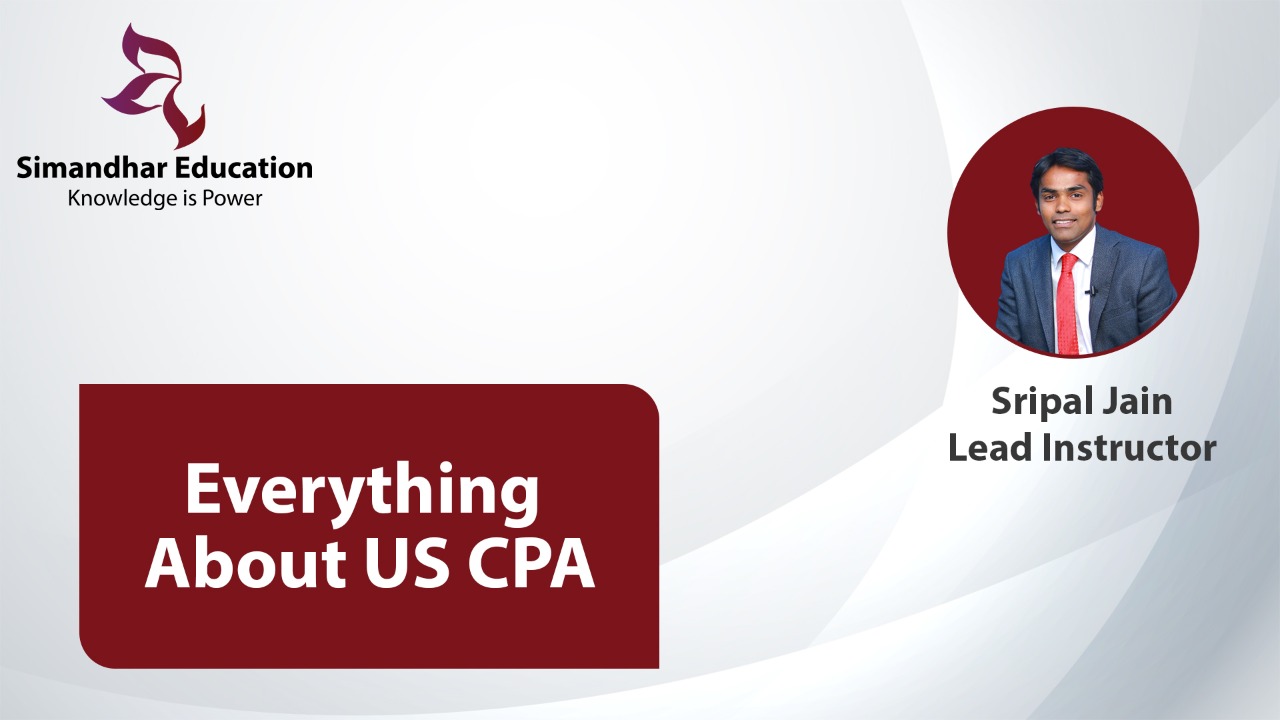 Simandhar Education
Knowledge is Power
Sripal Jain
Lead Instructor
Everything
About US CPA